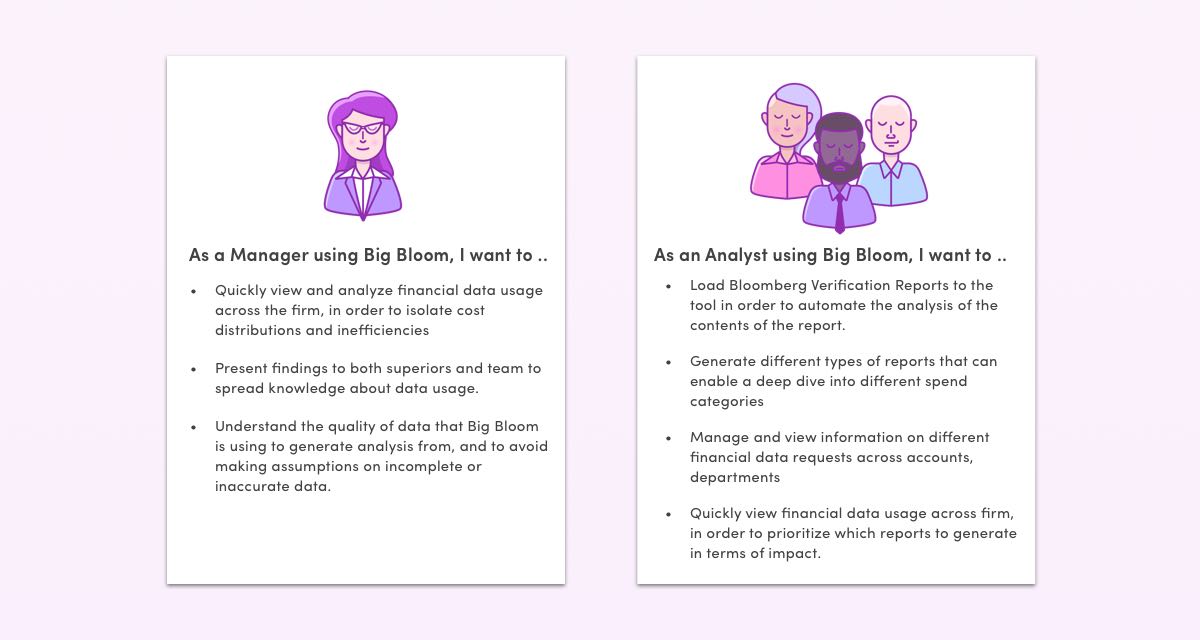 As a Manager using Big Bloom, I want to ..
• Quickly view and analyze financial data usage
across the firm, in order to isolate cost
distributions and inefficiencies
• Present findings to both superiors and team to
spread knowledge about data usage.
• Understand the quality of data that Big Bloom
is using to generate analysis from, and to avoid
making assumptions on incomplete or
inaccurate data.
As an Analyst using Big Bloom, I want to ..
• Load Bloomberg Verification Reports to the
tool in order to automate the analysis of the
contents of the report.
• Generate different types of reports that can
enable a deep dive into different spend
categories
• Manage and view information on different
financial data requests across accounts,
departments
• Quickly view financial data usage across firm,
in order to prioritize which reports to generate
in terms of impact.